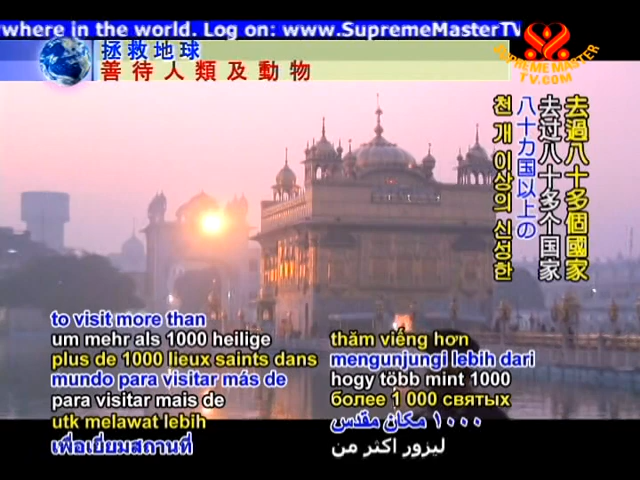 where in the world. Log on: www.SupremeMasterTV
拯救地球
善待人類及動物
SUPREME MASTER
TV.COM
去過八十多個國家
去过八十多个国家
八十カ国以上の
천 개 이상의 신성한
to visit more than
um mehr als 1000 heilige
plus de 1000 lieux saints dans
mundo para visitar más de
para visitar mais de
utk melawat lebih
เพื่อเยี่ยมสถานที่
thăm viếng hơn
mengunjungi lebih dari
hogy több mint 1000
более 1 000 святых
۱۰۰۰ مکان مقدس
ليزور اكثر من